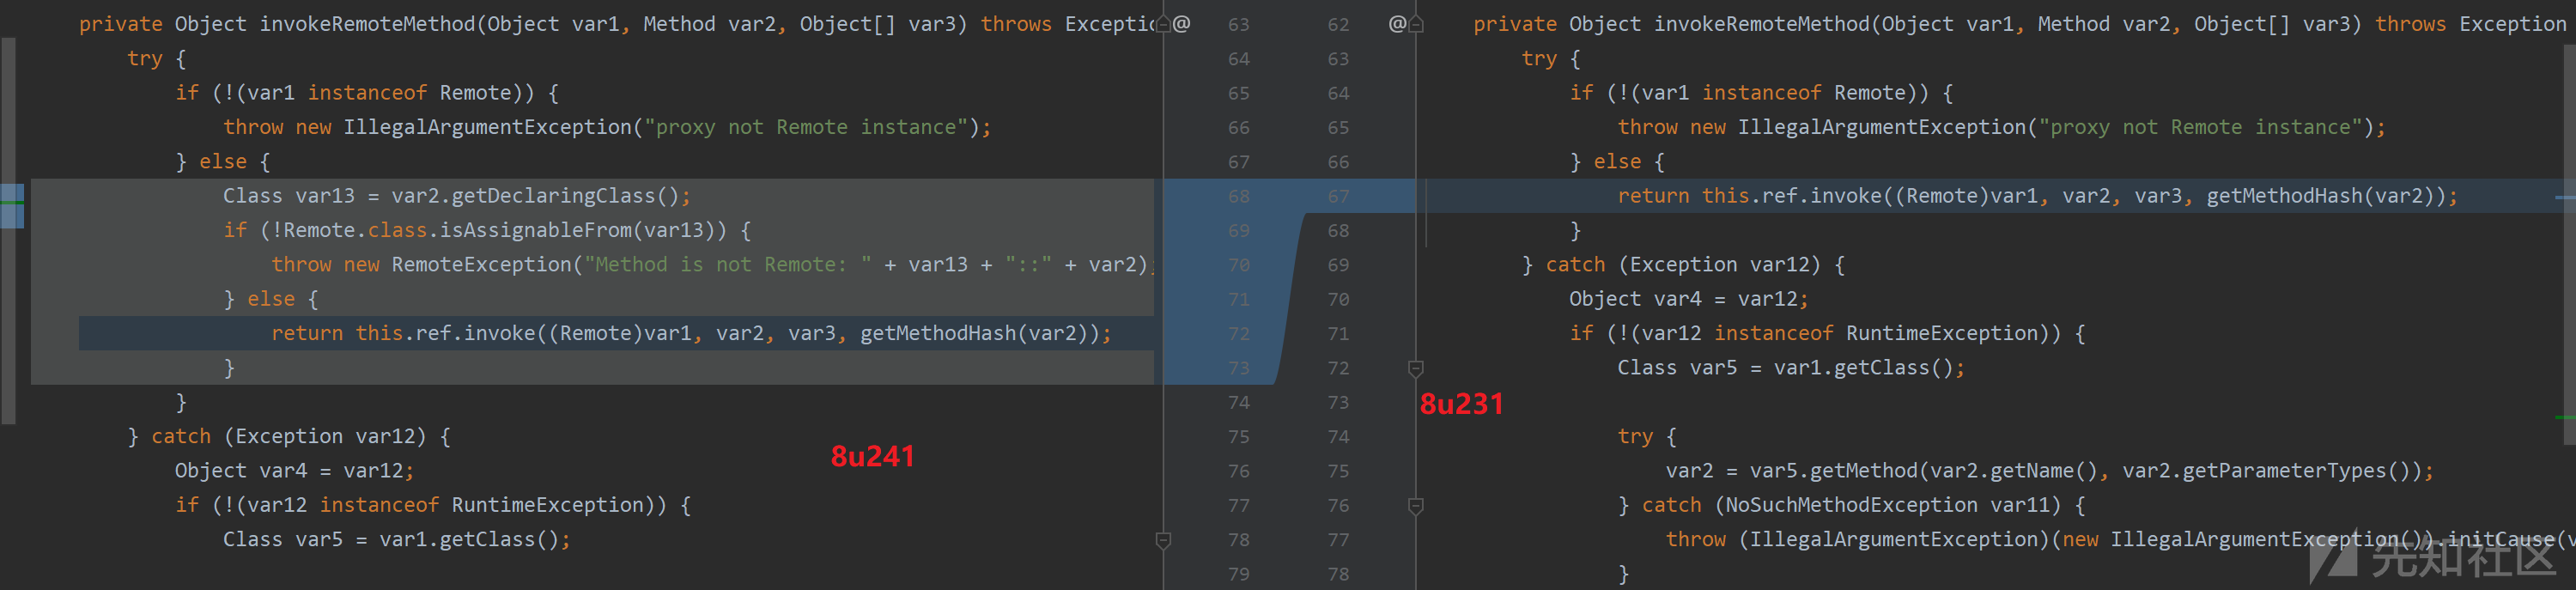 private Object invokeRemoteMethod(Object var1, Method var2, Object[] var3) throws Exceptio
try {
if (!(var1 instanceof Remote)) {
throw new IllegalArgumentException("proxy not Remote instance");
} else {
Class var13 = var2.getDeclaringClass();
if (!Remote.class.isAssignableFrom(var13)) {
throw new RemoteException("Method is not Remote: " + var13 + "::" + var2);
} else {
return this.ref.invoke((Remote)var1, var2, var3, getMethodHash(var2));
}
}
} catch (Exception var12) {
Object var4 = var12;
if (!(var12 instanceof RuntimeException)) {
Class var5 = var1.getClass();
8u241
@ 63 62 @
64 63
65 64
66 65
67 66
68 67
69 68
70 69
71 70
72 71
73 72
74 73
75 74
76 75
77 76
78 77
79 78
8u231
private Object invokeRemoteMethod(Object var1, Method var2, Object[] var3) throws Exception
try {
if (!(var1 instanceof Remote)) {
throw new IllegalArgumentException("proxy not Remote instance");
} else {
return this.ref.invoke((Remote)var1, var2, var3, getMethodHash(var2));
}
} catch (Exception var12) {
Object var4 = var12;
if (!(var12 instanceof RuntimeException)) {
Class var5 = var1.getClass();
try {
var2 = var5.getMethod(var2.getName(), var2.getParameterTypes());
} catch (NoSuchMethodException var11) {
throw (IllegalArgumentException)(new IllegalArgumentException()).initCause(v
}
先知社区